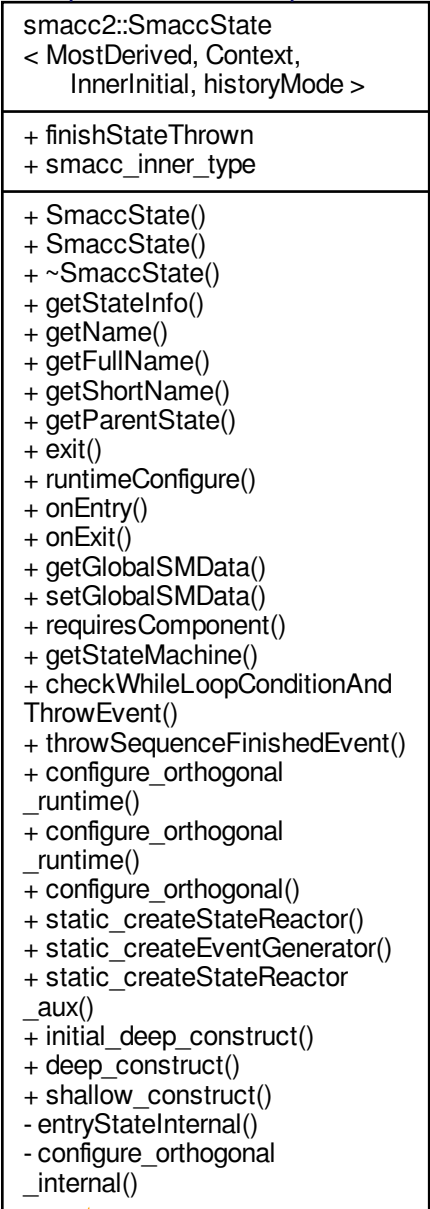 smacc2::SmaccState
< MostDerived, Context,
InnerInitial, historyMode >
+ finishStateThrown
+ smacc_inner_type
+ SmaccState()
+ SmaccState()
+ ~SmaccState()
+ getStateInfo()
+ getName()
+ getFullName()
+ getShortName()
+ getParentState()
+ exit()
+ runtimeConfigure()
+ onEntry()
+ onExit()
+ getGlobalSMData()
+ setGlobalSMData()
+ requiresComponent()
+ getStateMachine()
+ checkWhileLoopConditionAnd
ThrowEvent()
+ throwSequenceFinishedEvent()
+ configure_orthogonal
_runtime()
+ configure_orthogonal
_runtime()
+ configure_orthogonal()
+ static_createStateReactor()
+ static_createEventGenerator()
+ static_createStateReactor
_aux()
+ initial_deep_construct()
+ deep_construct()
+ shallow_construct()
- entryStateInternal()
- configure_orthogonal
_internal()